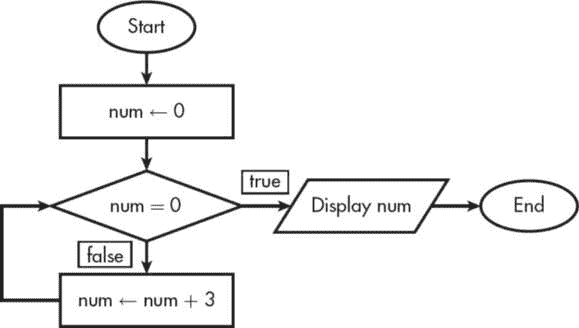 Start
num ← 0
num = 0
true
Display num
End
false
num ← num + 3